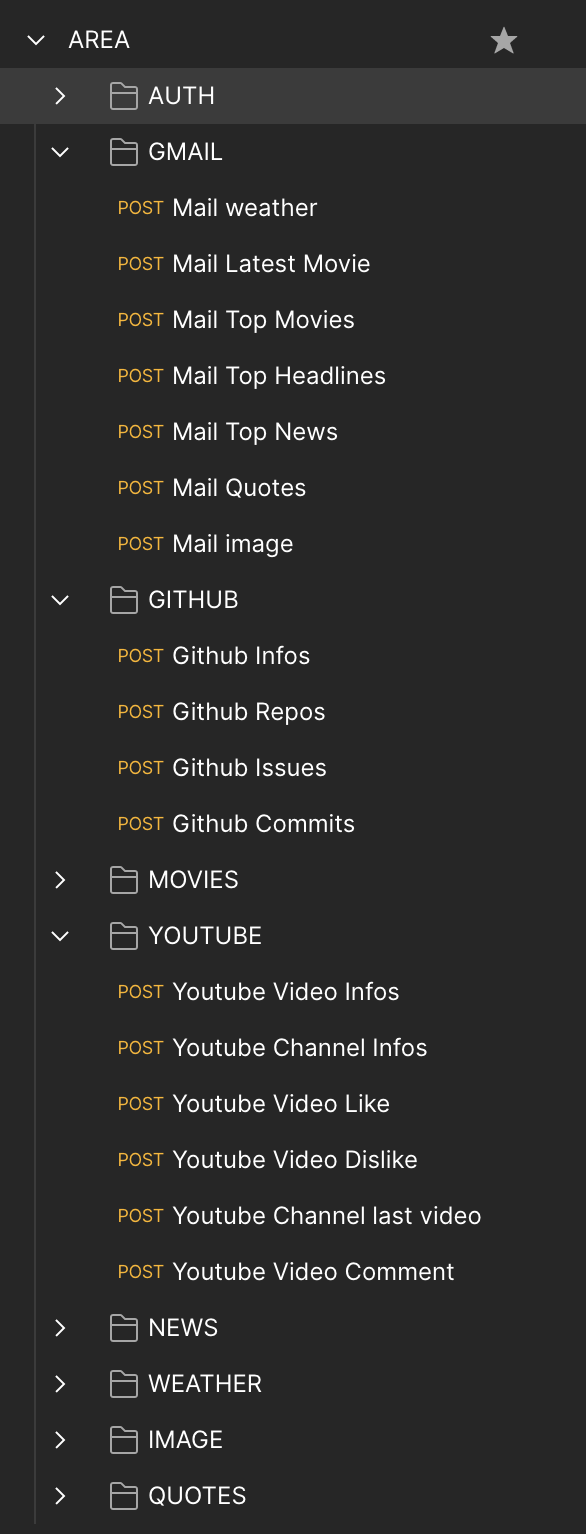 AREA
AUTH
GMAIL
POST Mail weather
POST Mail Latest Movie
POST Mail Top Movies
POST Mail Top Headlines
POST Mail Top News
POST Mail Quotes
POST Mail image
GITHUB
POST Github Infos
POST Github Repos
POST Github Issues
POST Github Commits
MOVIES
YOUTUBE
POST Youtube Video Infos
POST Youtube Channel Infos
POST Youtube Video Like
POST Youtube Video Dislike
POST Youtube Channel last video
POST Youtube Video Comment
NEWS
WEATHER
IMAGE
QUOTES